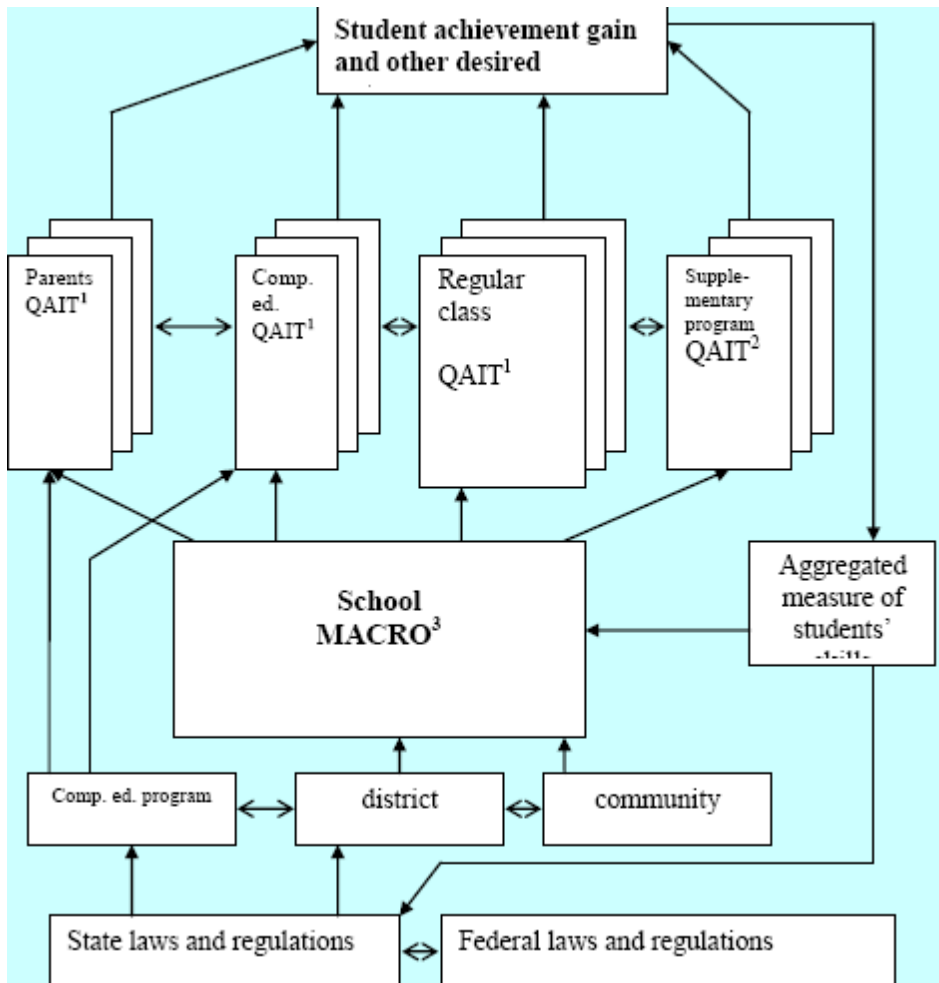 Student achievement gain
and other desired
Parents
QAIT¹
Comp.
ed.
QAIT¹
Regular
class
QAIT¹
Supple-
mentary
program
QAIT²
School
MACRO³
Aggregated
measure of
students’
skills
Comp. ed. program
district
community
State laws and regulations
Federal laws and regulations